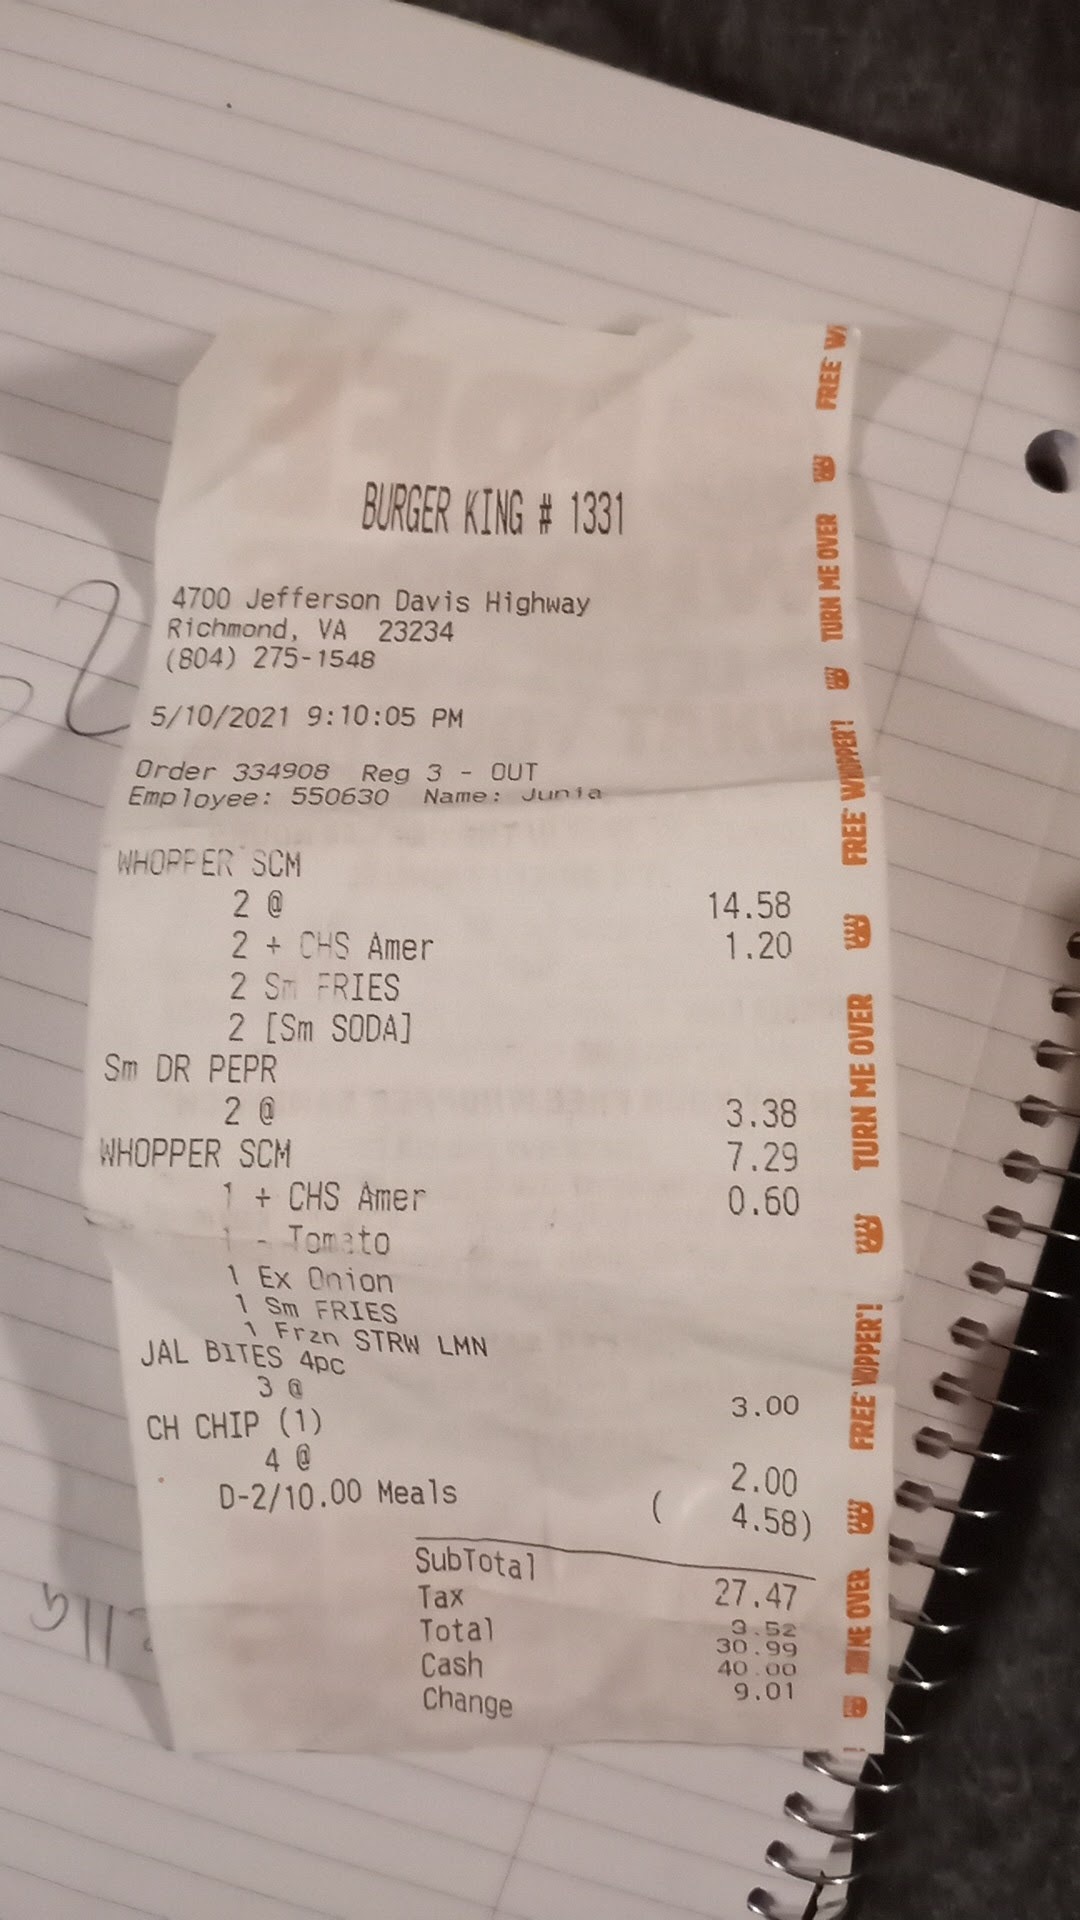 BURGER KING # 1331
4700 Jefferson Davis Highway
Richmond, VA 23234
(804) 275-1548
5/10/2021 9:10:05 PM
Order 334908 Reg 3 - OUT
Employee: 550630 Name: Junia
WHOPPER SCM
2 @ 14.58
2 + CHS Amer 1.20
2 Sm FRIES
2 [Sm SODA]
Sm DR PEPR
2 @ 3.38
WHOPPER SCM 7.29
1 + CHS Amer 0.60
1 - Tomato
1 Ex Onion
1 Sm FRIES
1 Frzn STRW LMN
JAL BITES 4pc
3 @ 3.00
CH CHIP (1)
4 @ 2.00
D-2/10.00 Meals ( 4.58)
SubTotal 27.47
Tax 3.52
Total 30.99
Cash 40.00
Change 9.01
FREE W
TURN ME OVER
FREE WHOPPER!
TURN ME OVER
FREE WOPPER!
TURN ME OVER